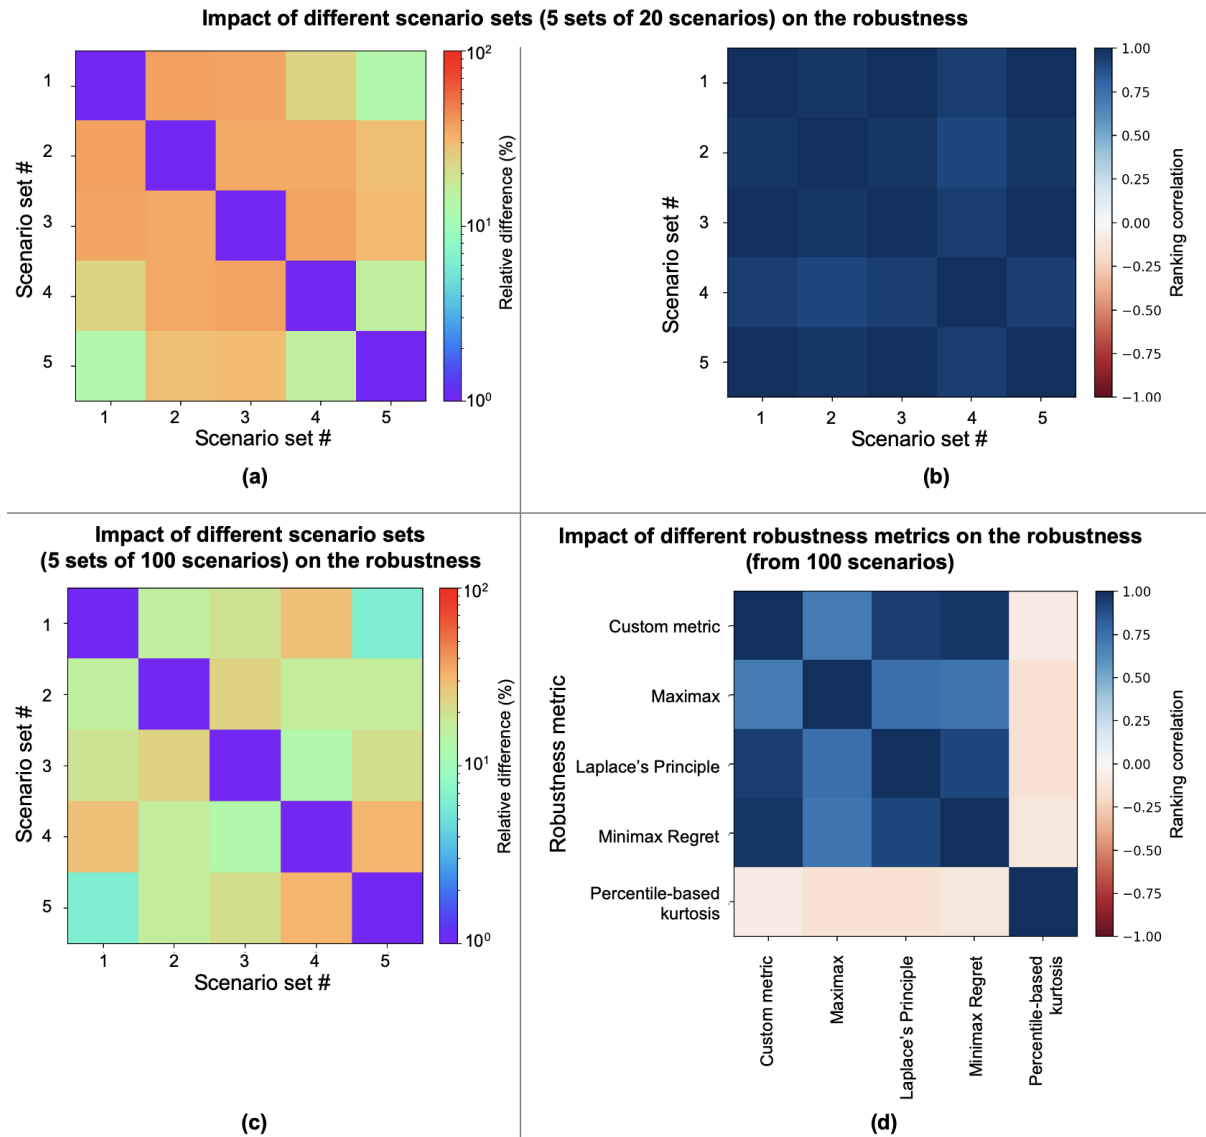 Impact of different scenario sets (5 sets of 20 scenarios) on the robustness
Scenario set #
1
2
3
4
5
1 2 3 4 5
Scenario set #
10²
10¹
10⁰
Relative difference (%)
(a)
Scenario set #
1
2
3
4
5
1 2 3 4 5
Scenario set #
1.00
0.75
0.50
0.25
0.00
−0.25
−0.50
−0.75
−1.00
Ranking correlation
(b)
Impact of different scenario sets
(5 sets of 100 scenarios) on the robustness
Scenario set #
1
2
3
4
5
1 2 3 4 5
Scenario set #
10²
10¹
10⁰
Relative difference (%)
(c)
Impact of different robustness metrics on the robustness
(from 100 scenarios)
Robustness metric
Custom metric
Maximax
Laplace's Principle
Minimax Regret
Percentile-based
kurtosis
Custom metric
Maximax
Laplace's Principle
Minimax Regret
Percentile-based
kurtosis
1.00
0.75
0.50
0.25
0.00
−0.25
−0.50
−0.75
−1.00
Ranking correlation
(d)